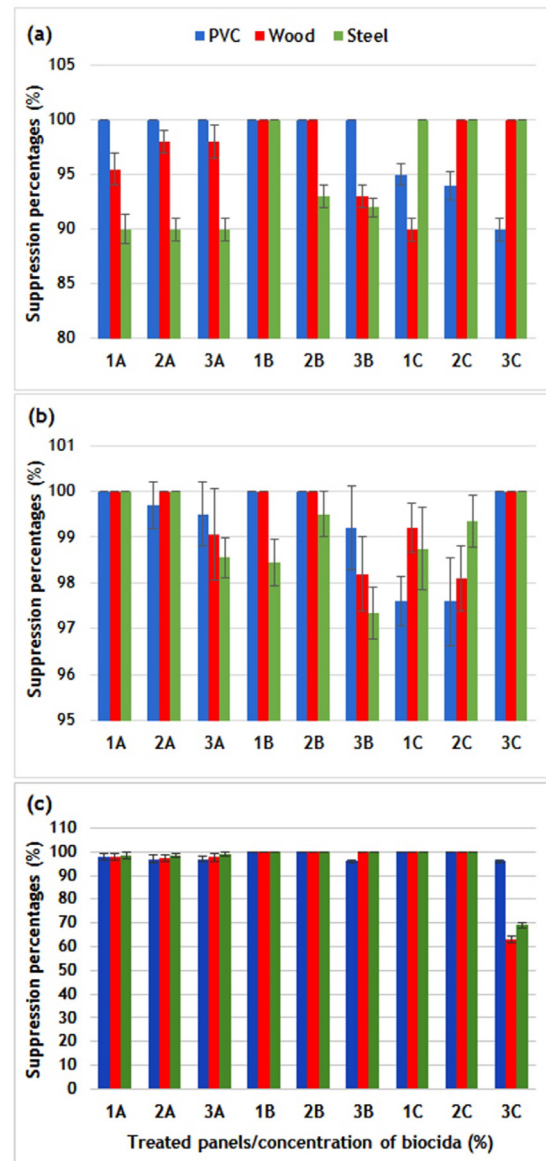 (a)
PVC Wood Steel
Suppression percentages (%)
105
100
95
90
85
80
1A 2A 3A 1B 2B 3B 1C 2C 3C
(b)
Suppression percentages (%)
101
100
99
98
97
96
95
1A 2A 3A 1B 2B 3B 1C 2C 3C
(c)
Suppression percentages (%)
110
100
90
80
70
60
50
40
30
20
10
0
1A 2A 3A 1B 2B 3B 1C 2C 3C
Treated panels/concentration of biocida (%)